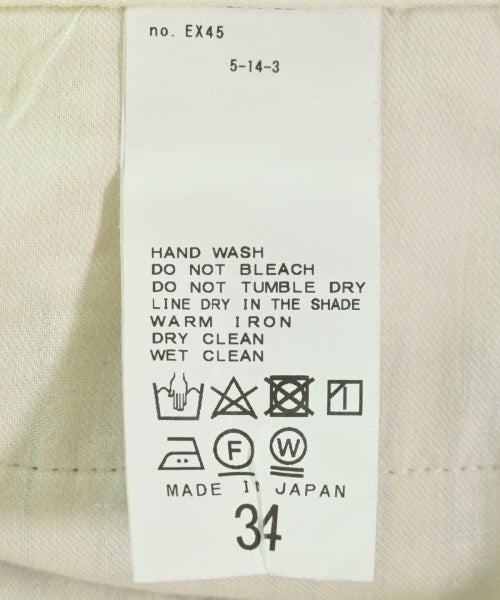 no. EX45
5-14-3
HAND WASH
DO NOT BLEACH
DO NOT TUMBLE DRY
LINE DRY IN THE SHADE
WARM IRON
DRY CLEAN
WET CLEAN
F W
MADE IN JAPAN
34